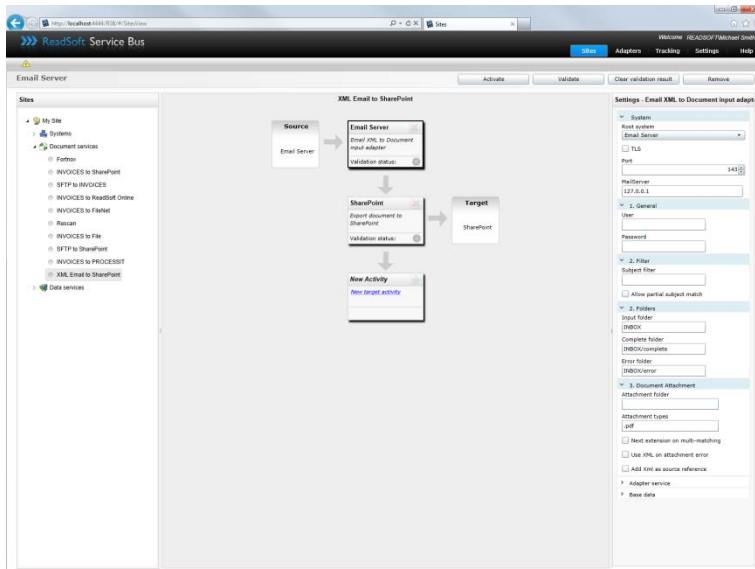 http://localhost:4444/RSB/#/SitesView
Sites
ReadSoft Service Bus
Welcome READSOFT\Michael Smith
Sites Adapters Tracking Settings Help
Email Server
Activate Validate Clear validation result Remove
Sites
My Site
Systems
Document services
Fortnox
INVOICES to SharePoint
SFTP to INVOICES
INVOICES to ReadSoft Online
INVOICES to FileNet
Rescan
INVOICES to File
SFTP to SharePoint
INVOICES to PROCESSIT
XML Email to SharePoint
Data services
XML Email to SharePoint
Source
Email Server
Email Server
Email XML to Document
input adapter
Validation status:
SharePoint
Export document to
SharePoint
Validation status:
Target
SharePoint
New Activity
New target activity
Settings - Email XML to Document input adapt
System
Root system
Email Server
TLS
Port
143
MailServer
127.0.0.1
1. General
User
Password
2. Filter
Subject filter
Allow partial subject match
2. Folders
Input folder
INBOX
Complete folder
INBOX/complete
Error folder
INBOX/error
3. Document Attachment
Attachment folder
Attachment types
.pdf
Next extension on multi-matching
Use XML on attachment error
Add Xml as source reference
Adapter service
Base data